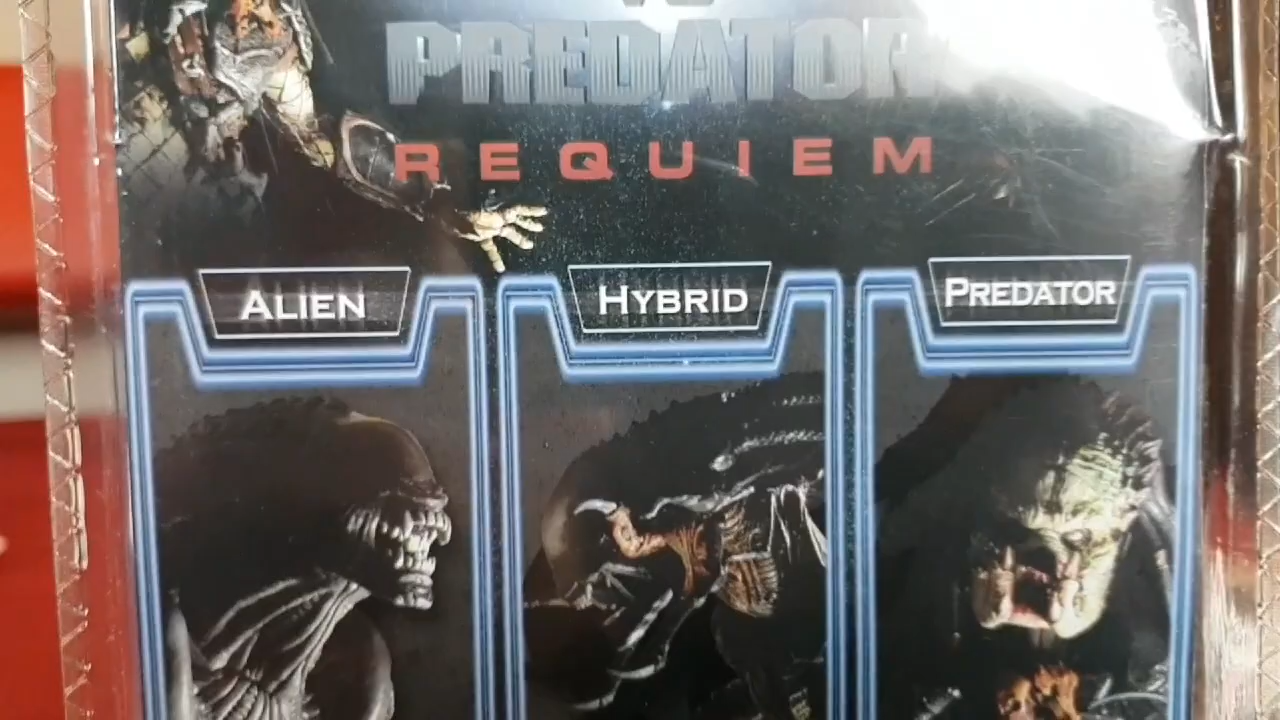 PREDATOR
REQUIEM
ALIEN
HYBRID
PREDATOR